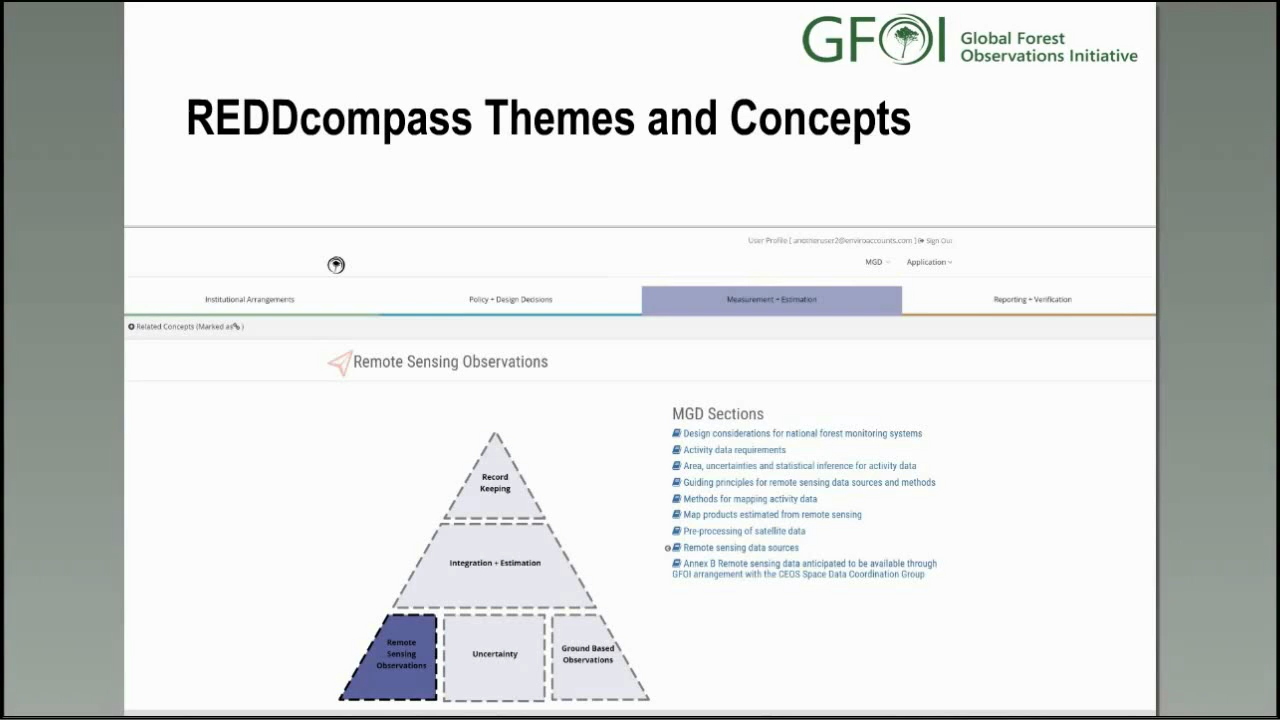 GFOI Global Forest
Observations Initiative
REDDcompass Themes and Concepts
User Profile [ anotheruser2@enviroaccounts.com ] Sign Out
MGD Application
Institutional Arrangements Policy + Design Decisions Measurement + Estimation Reporting + Verification
Related Concepts (Marked as )
Remote Sensing Observations
MGD Sections
Design considerations for national forest monitoring systems
Activity data requirements
Area, uncertainties and statistical inference for activity data
Guiding principles for remote sensing data sources and methods
Methods for mapping activity data
Map products estimated from remote sensing
Pre-processing of satellite data
Remote sensing data sources
Annex B Remote sensing data anticipated to be available through
GFOI arrangement with the CEOS Space Data Coordination Group
Record
Keeping
Integration + Estimation
Remote
Sensing
Observations
Uncertainty
Ground Based
Observations